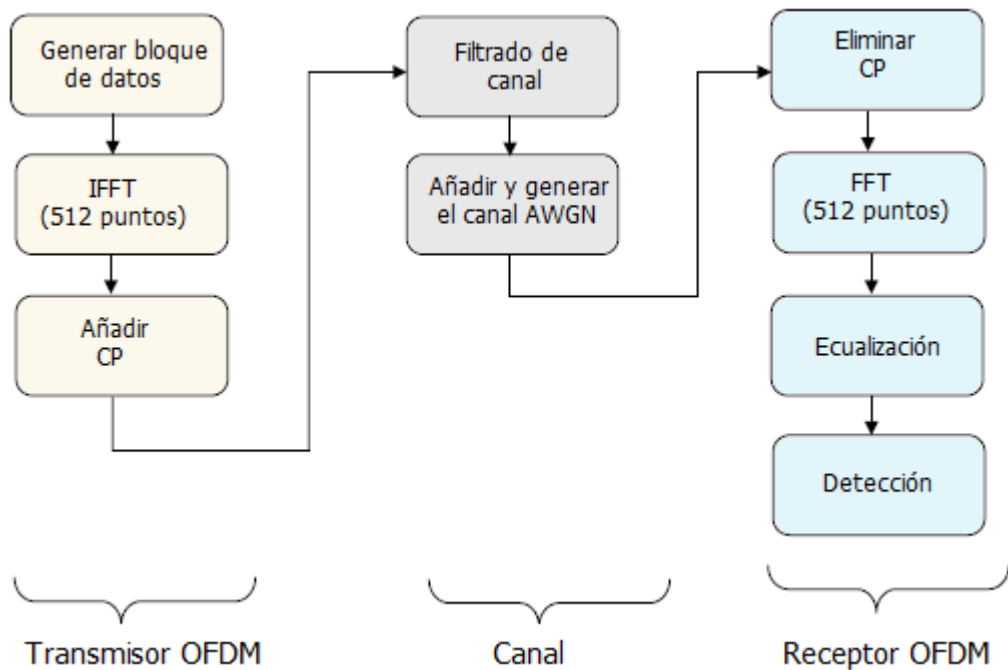 Generar bloque
de datos
IFFT
(512 puntos)
Añadir
CP
Transmisor OFDM
Filtrado de
canal
Añadir y generar
el canal AWGN
Canal
Eliminar
CP
FFT
(512 puntos)
Ecualización
Detección
Receptor OFDM